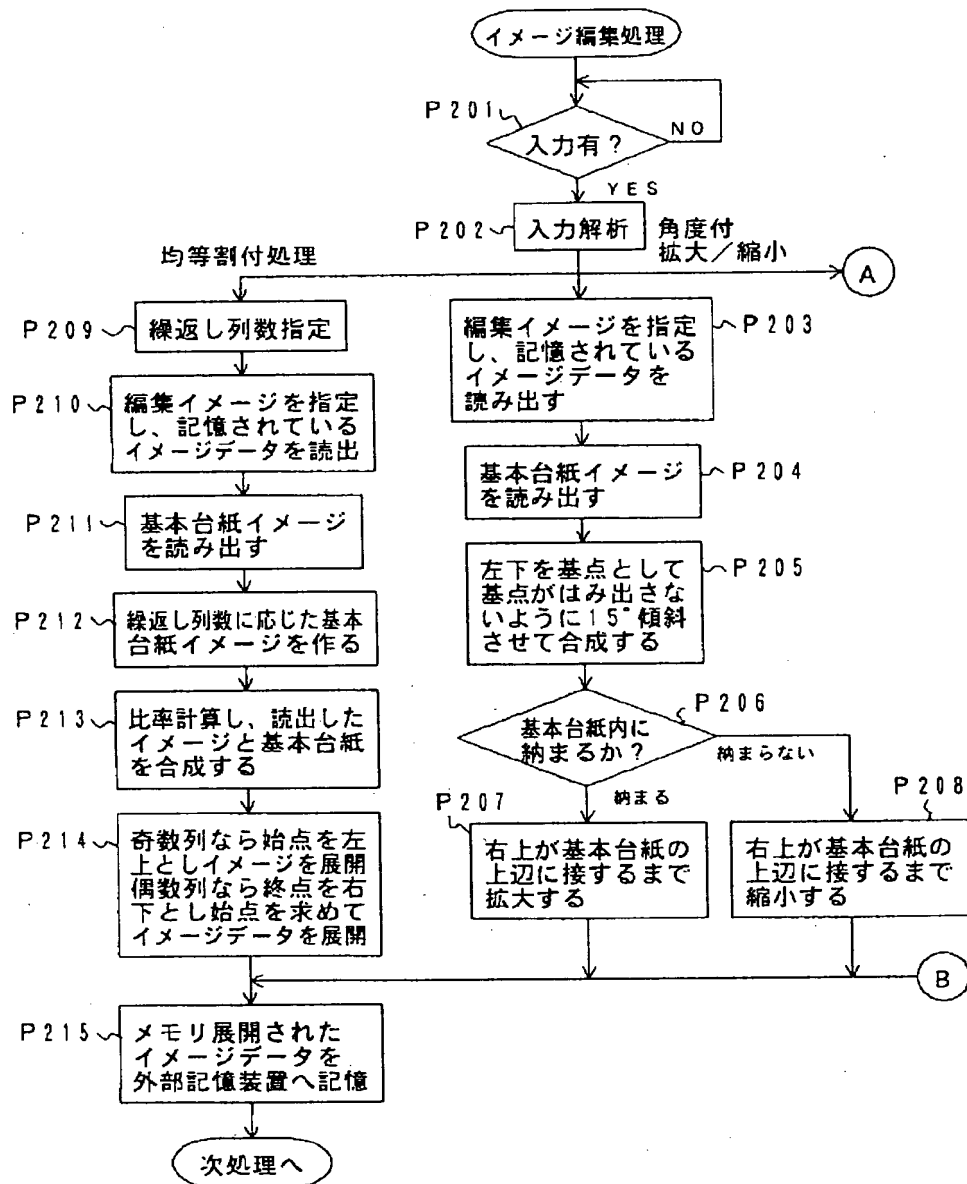 イメージ編集処理
P201
入力有?
NO
YES
P202
入力解析
角度付
拡大/縮小
均等割付処理
A
P209
繰返し列数指定
P210
編集イメージを指定
し、記憶されている
イメージデータを読出
P211
基本台紙イメージ
を読み出す
P212
繰返し列数に応じた基本
台紙イメージを作る
P213
比率計算し、読出した
イメージと基本台紙
を合成する
P214
奇数列なら始点を左
上としイメージを展開
偶数列なら終点を右
下とし始点を求めて
イメージデータを展開
P203
編集イメージを指定
し、記憶されている
イメージデータを
読み出す
P204
基本台紙イメージ
を読み出す
P205
左下を基点として
基点がはみ出さな
いように15°傾斜
させて合成する
P206
基本台紙内に
納まるか?
納まらない
納まる
P207
右上が基本台紙の
上辺に接するまで
拡大する
P208
右上が基本台紙の
上辺に接するまで
縮小する
B
P215
メモリ展開された
イメージデータを
外部記憶装置へ記憶
次処理へ